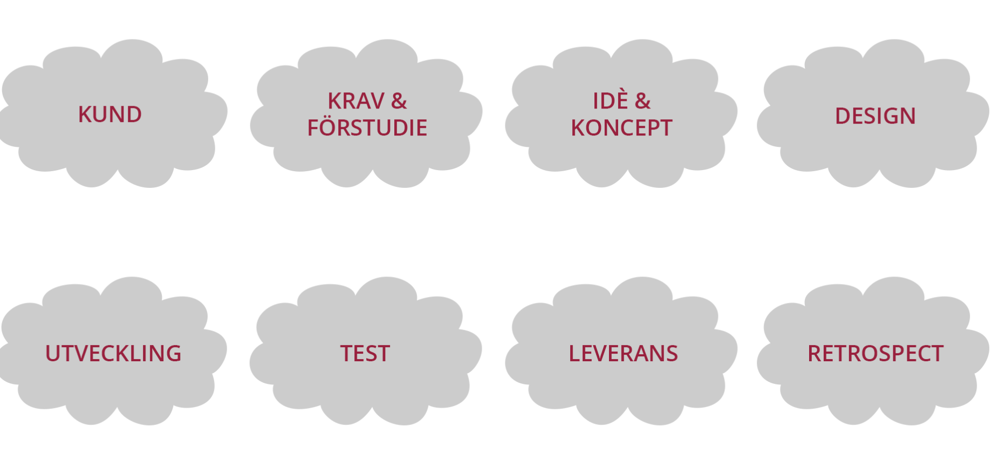 KUND
KRAV &
FÖRSTUDIE
IDÈ &
KONCEPT
DESIGN
UTVECKLING
TEST
LEVERANS
RETROSPECT